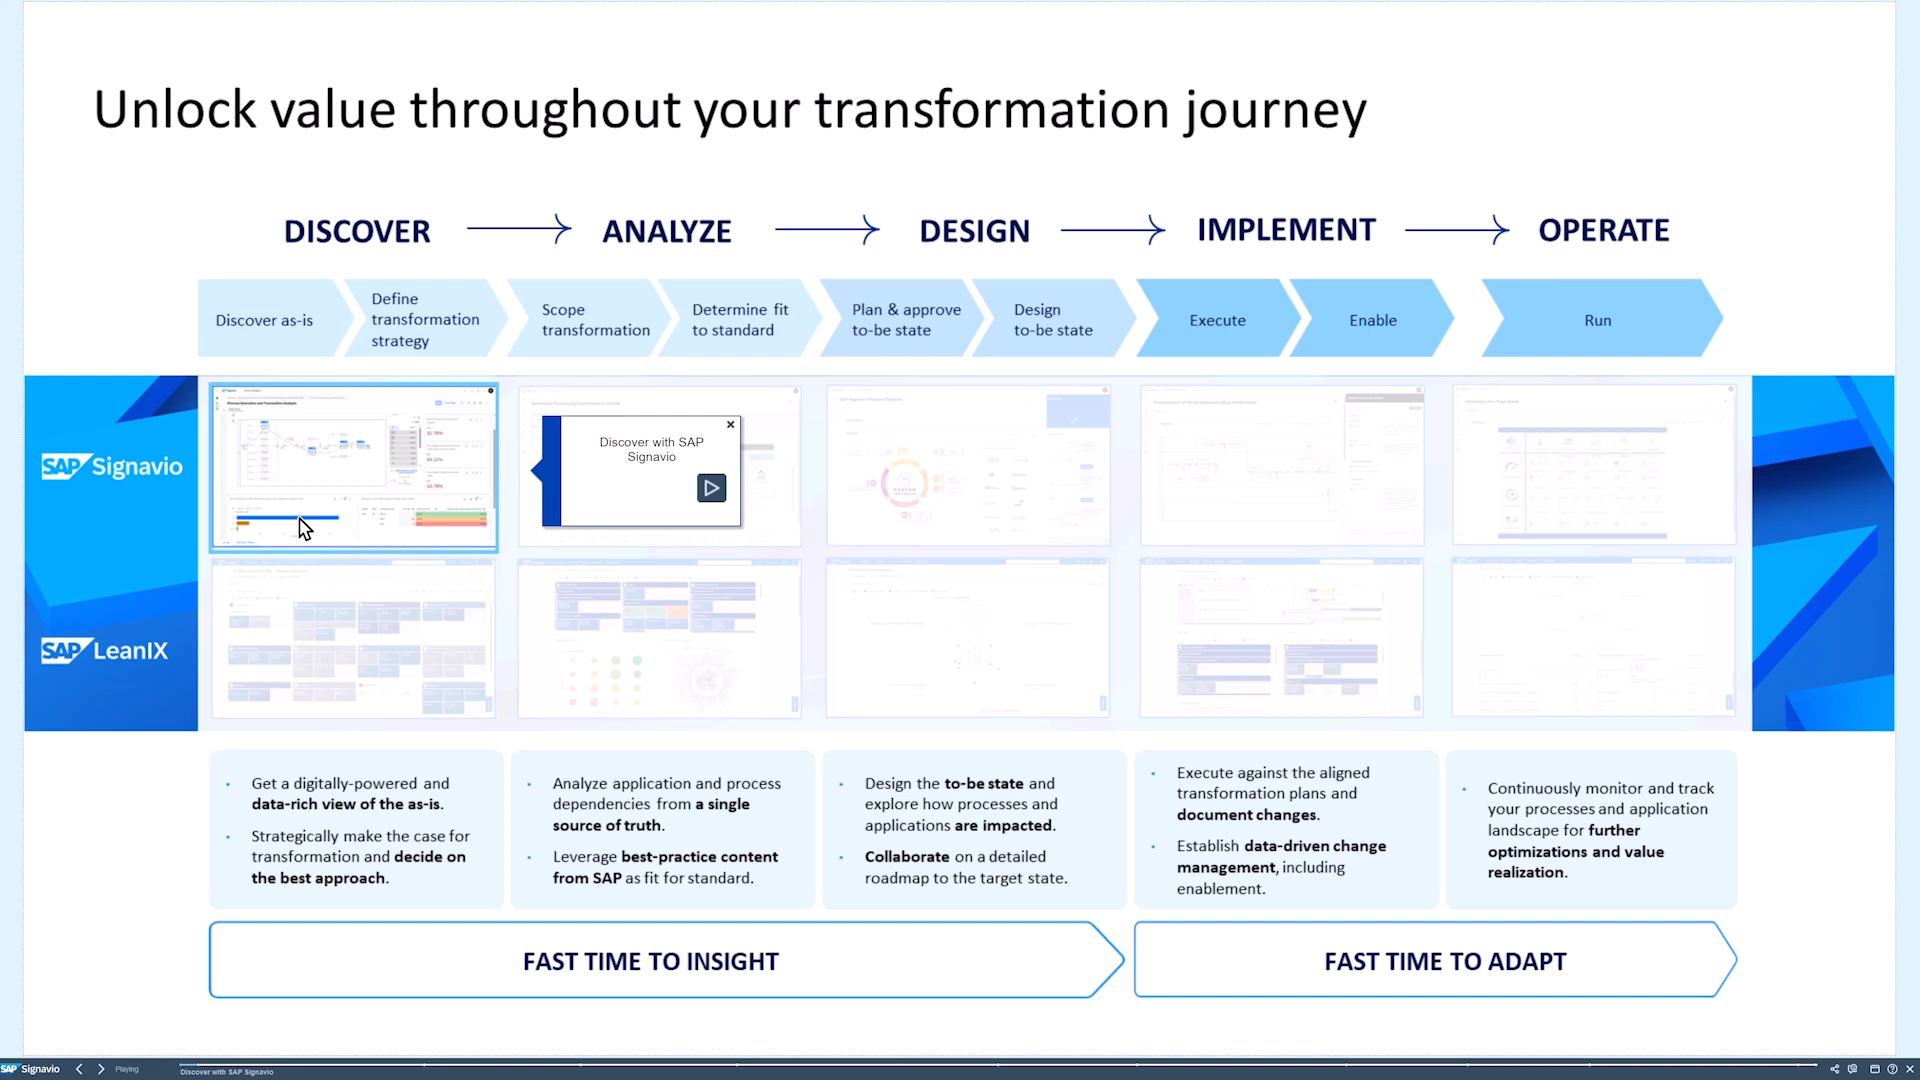 Unlock value throughout your transformation journey
DISCOVER
ANALYZE
DESIGN
IMPLEMENT
OPERATE
Discover as-is
Define
transformation
strategy
Scope
transformation
Determine fit
to standard
Plan & approve
to-be state
Design
to-be state
Execute
Enable
Run
SAP Signavio
SAP LeanIX
Process Execution and Transaction Analysis
Discover with SAP
Signavio
• Get a digitally-powered and
data-rich view of the as-is.
• Strategically make the case for
transformation and decide on
the best approach.
• Analyze application and process
dependencies from a single
source of truth.
• Leverage best-practice content
from SAP as fit for standard.
• Design the to-be state and
explore how processes and
applications are impacted.
• Collaborate on a detailed
roadmap to the target state.
• Execute against the aligned
transformation plans and
document changes.
• Establish data-driven change
management, including
enablement.
• Continuously monitor and track
your processes and application
landscape for further
optimizations and value
realization.
FAST TIME TO INSIGHT
FAST TIME TO ADAPT
SAP Signavio
Playing
Discover with SAP Signavio